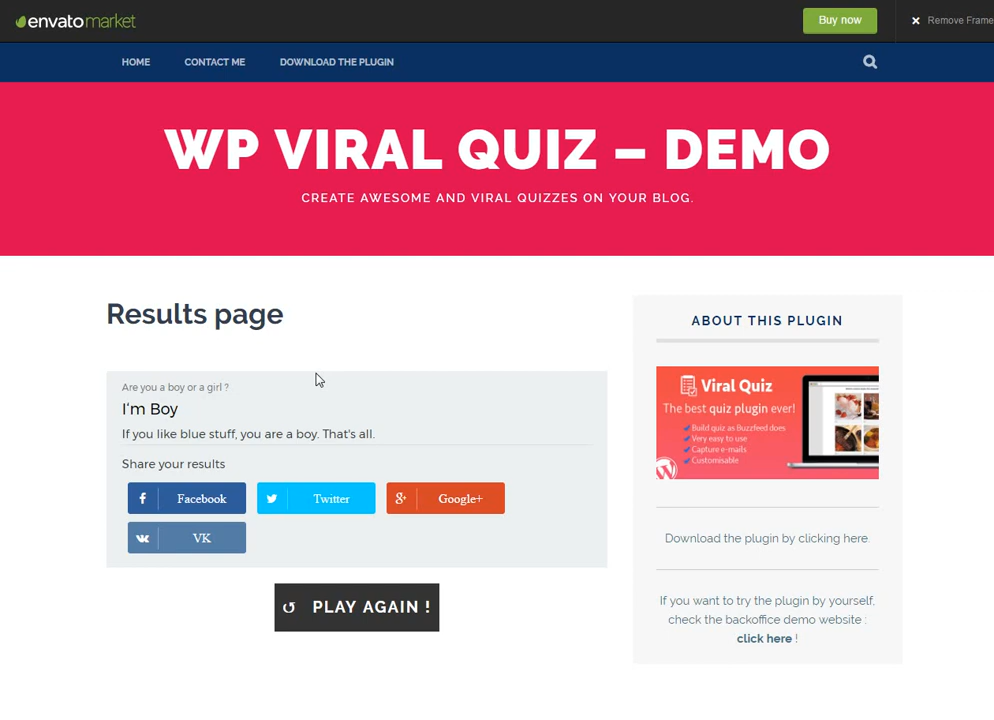 envatomarket
Buy now
Remove Frame
HOME
CONTACT ME
DOWNLOAD THE PLUGIN
WP VIRAL QUIZ – DEMO
CREATE AWESOME AND VIRAL QUIZZES ON YOUR BLOG.
Results page
Are you a boy or a girl ?
I'm Boy
If you like blue stuff, you are a boy. That's all.
Share your results
Facebook
Twitter
Google+
VK
PLAY AGAIN !
ABOUT THIS PLUGIN
Viral Quiz
The best quiz plugin ever!
Build quiz as Buzzfeed does
Very easy to use
Capture e-mails
Customisable
Download the plugin by clicking here.
If you want to try the plugin by yourself,
check the backoffice demo website :
click here !